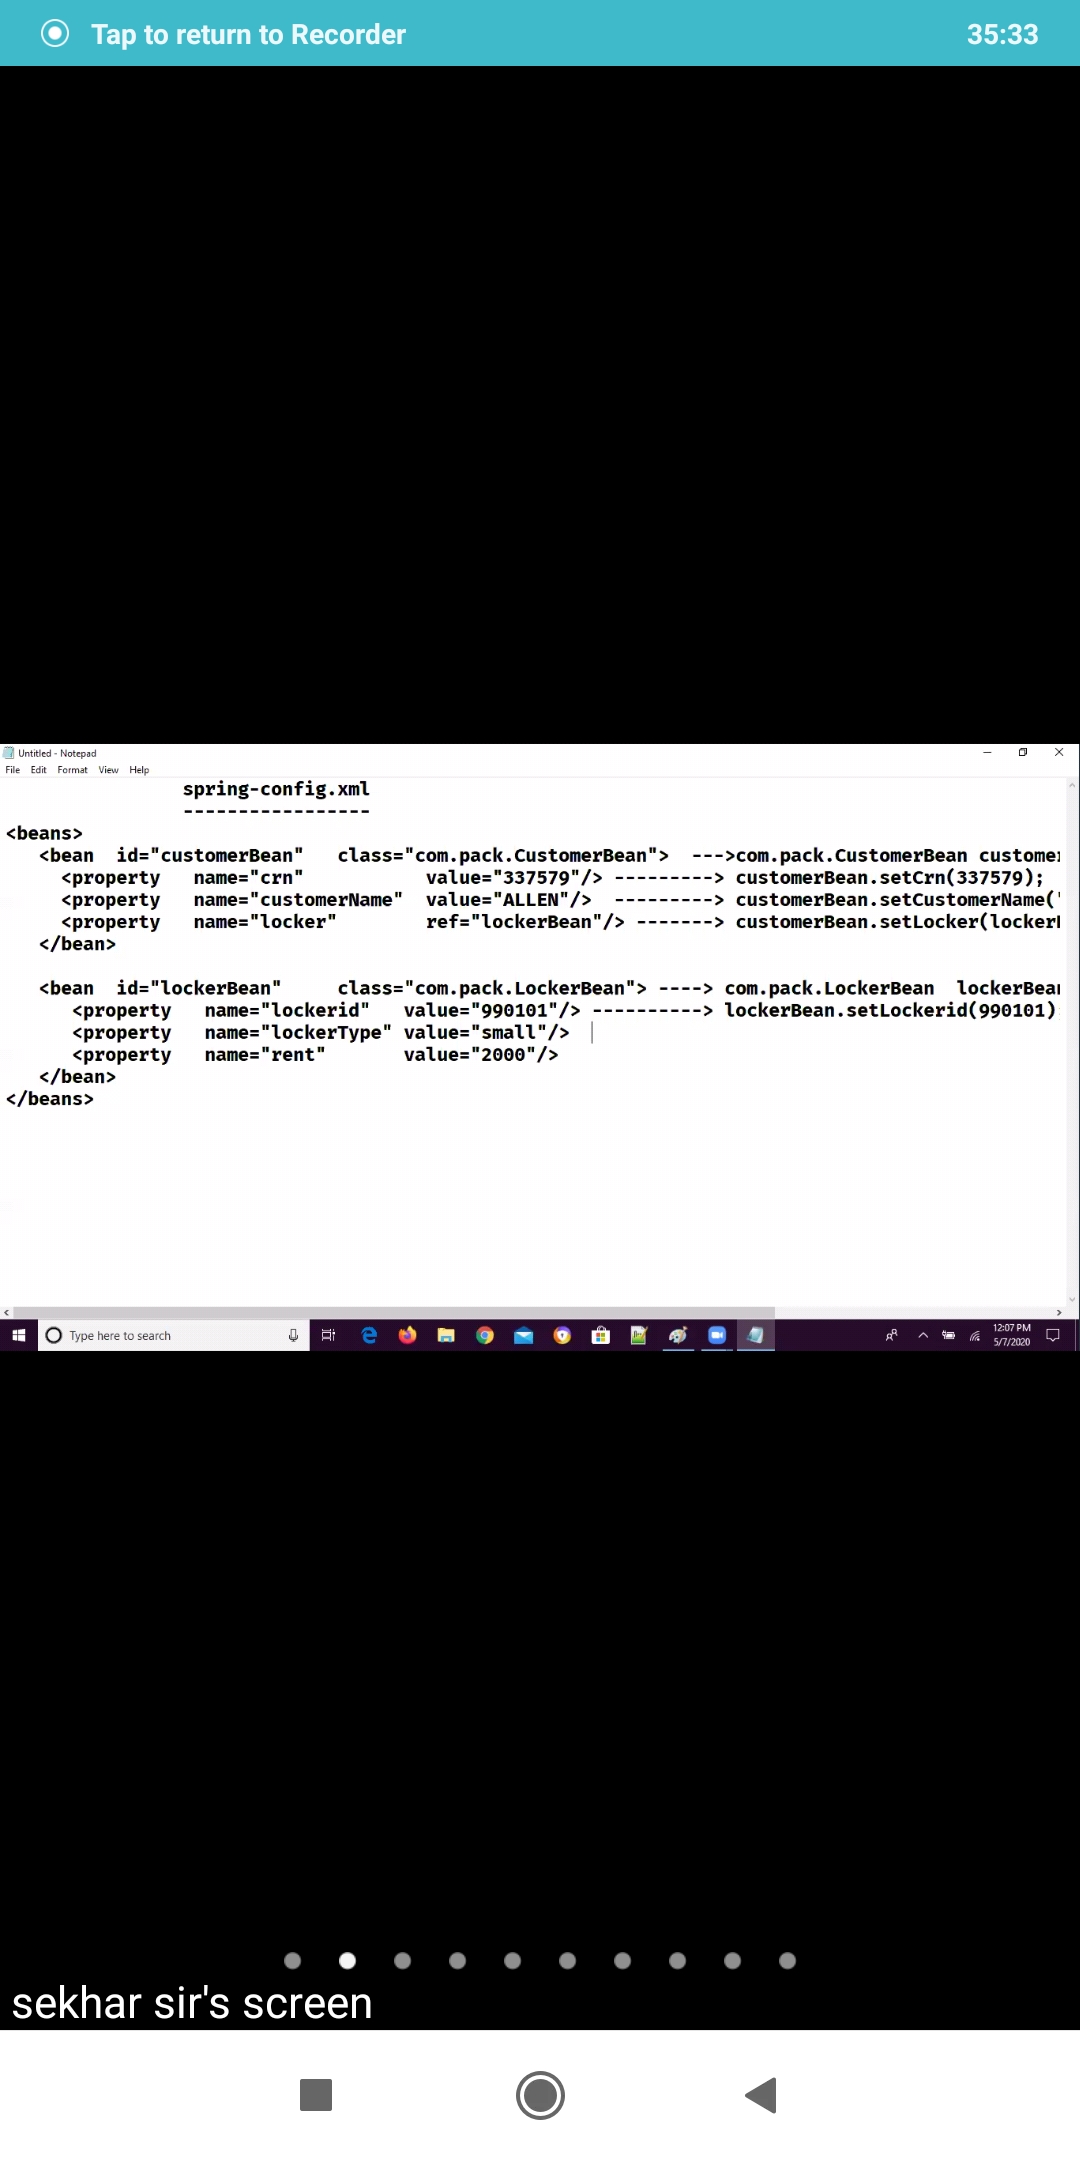 Tap to return to Recorder 35:33
Untitled - Notepad
File Edit Format View Help
spring-config.xml
-----------------
<beans>
<bean id="customerBean" class="com.pack.CustomerBean"> --->com.pack.CustomerBean customer
<property name="crn" value="337579"/> ---------> customerBean.setCrn(337579);
<property name="customerName" value="ALLEN"/> ---------> customerBean.setCustomerName("
<property name="locker" ref="lockerBean"/> -------> customerBean.setLocker(locker
</bean>
<bean id="lockerBean" class="com.pack.LockerBean"> ----> com.pack.LockerBean lockerBea
<property name="lockerid" value="990101"/> ----------> lockerBean.setLockerid(990101)
<property name="lockerType" value="small"/>
<property name="rent" value="2000"/>
</bean>
</beans>
Type here to search
12:07 PM
5/7/2020
sekhar sir's screen